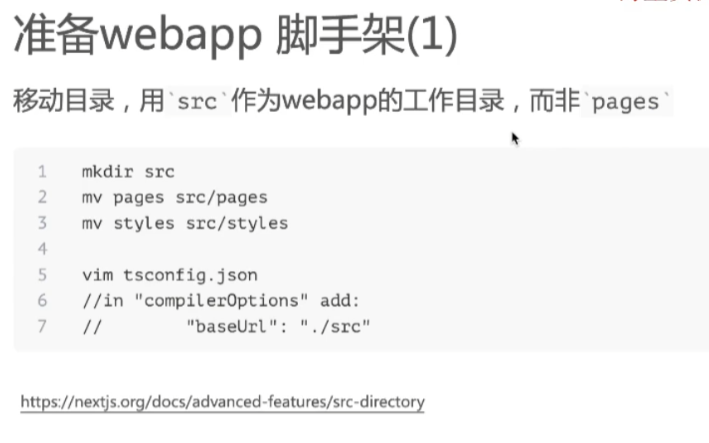 准备webapp 脚手架(1)
移动目录，用`src`作为webapp的工作目录，而非`pages`
1 mkdir src
2 mv pages src/pages
3 mv styles src/styles
4
5 vim tsconfig.json
6 //in "compilerOptions" add:
7 // "baseUrl": "./src"
https://nextjs.org/docs/advanced-features/src-directory